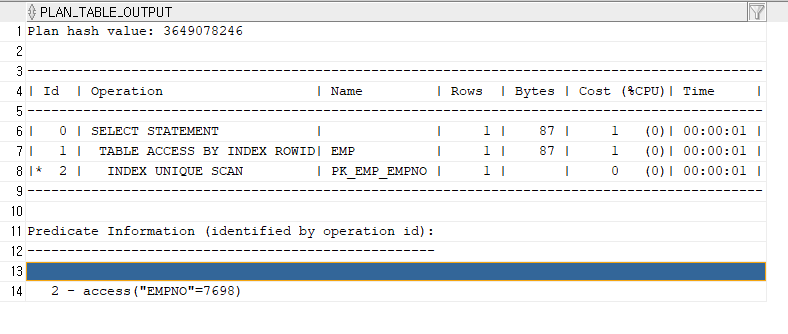 PLAN_TABLE_OUTPUT
1 Plan hash value: 3649078246
2
3 --------------------------------------------------------------------------------------------
4 | Id  | Operation                   | Name         | Rows  | Bytes | Cost (%CPU)| Time     |
5 --------------------------------------------------------------------------------------------
6 |   0 | SELECT STATEMENT            |              |     1 |    87 |     1   (0)| 00:00:01 |
7 |   1 |  TABLE ACCESS BY INDEX ROWID| EMP          |     1 |    87 |     1   (0)| 00:00:01 |
8 |*  2 |   INDEX UNIQUE SCAN         | PK_EMP_EMPNO |     1 |       |     0   (0)| 00:00:01 |
9 --------------------------------------------------------------------------------------------
10
11 Predicate Information (identified by operation id):
12 ---------------------------------------------------
13
14    2 - access("EMPNO"=7698)